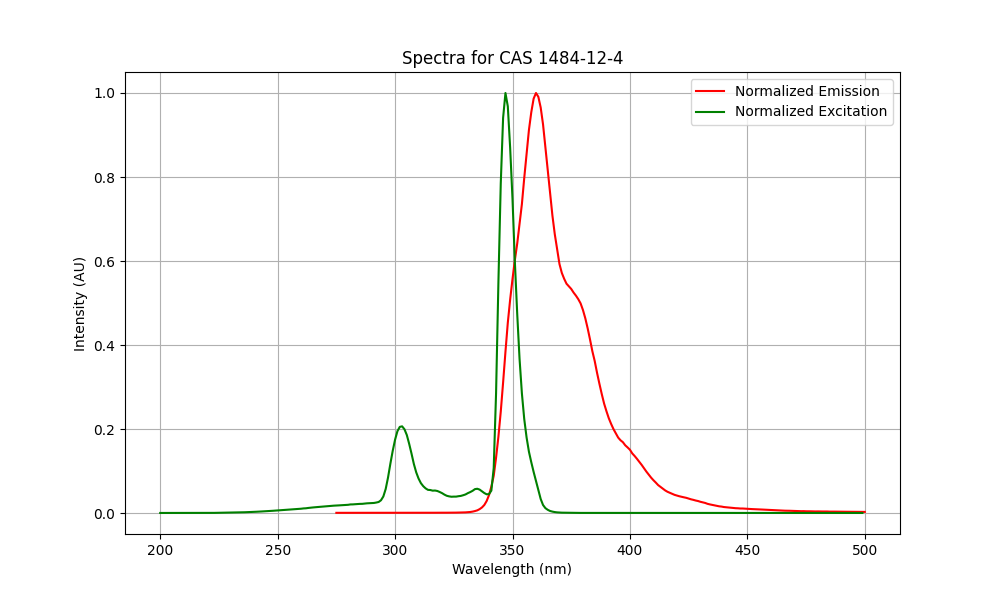 Spectra for CAS 1484-12-4
Normalized Emission
Normalized Excitation
1.0
0.8
0.6
0.4
0.2
0.0
Intensity (AU)
200 250 300 350 400 450 500
Wavelength (nm)